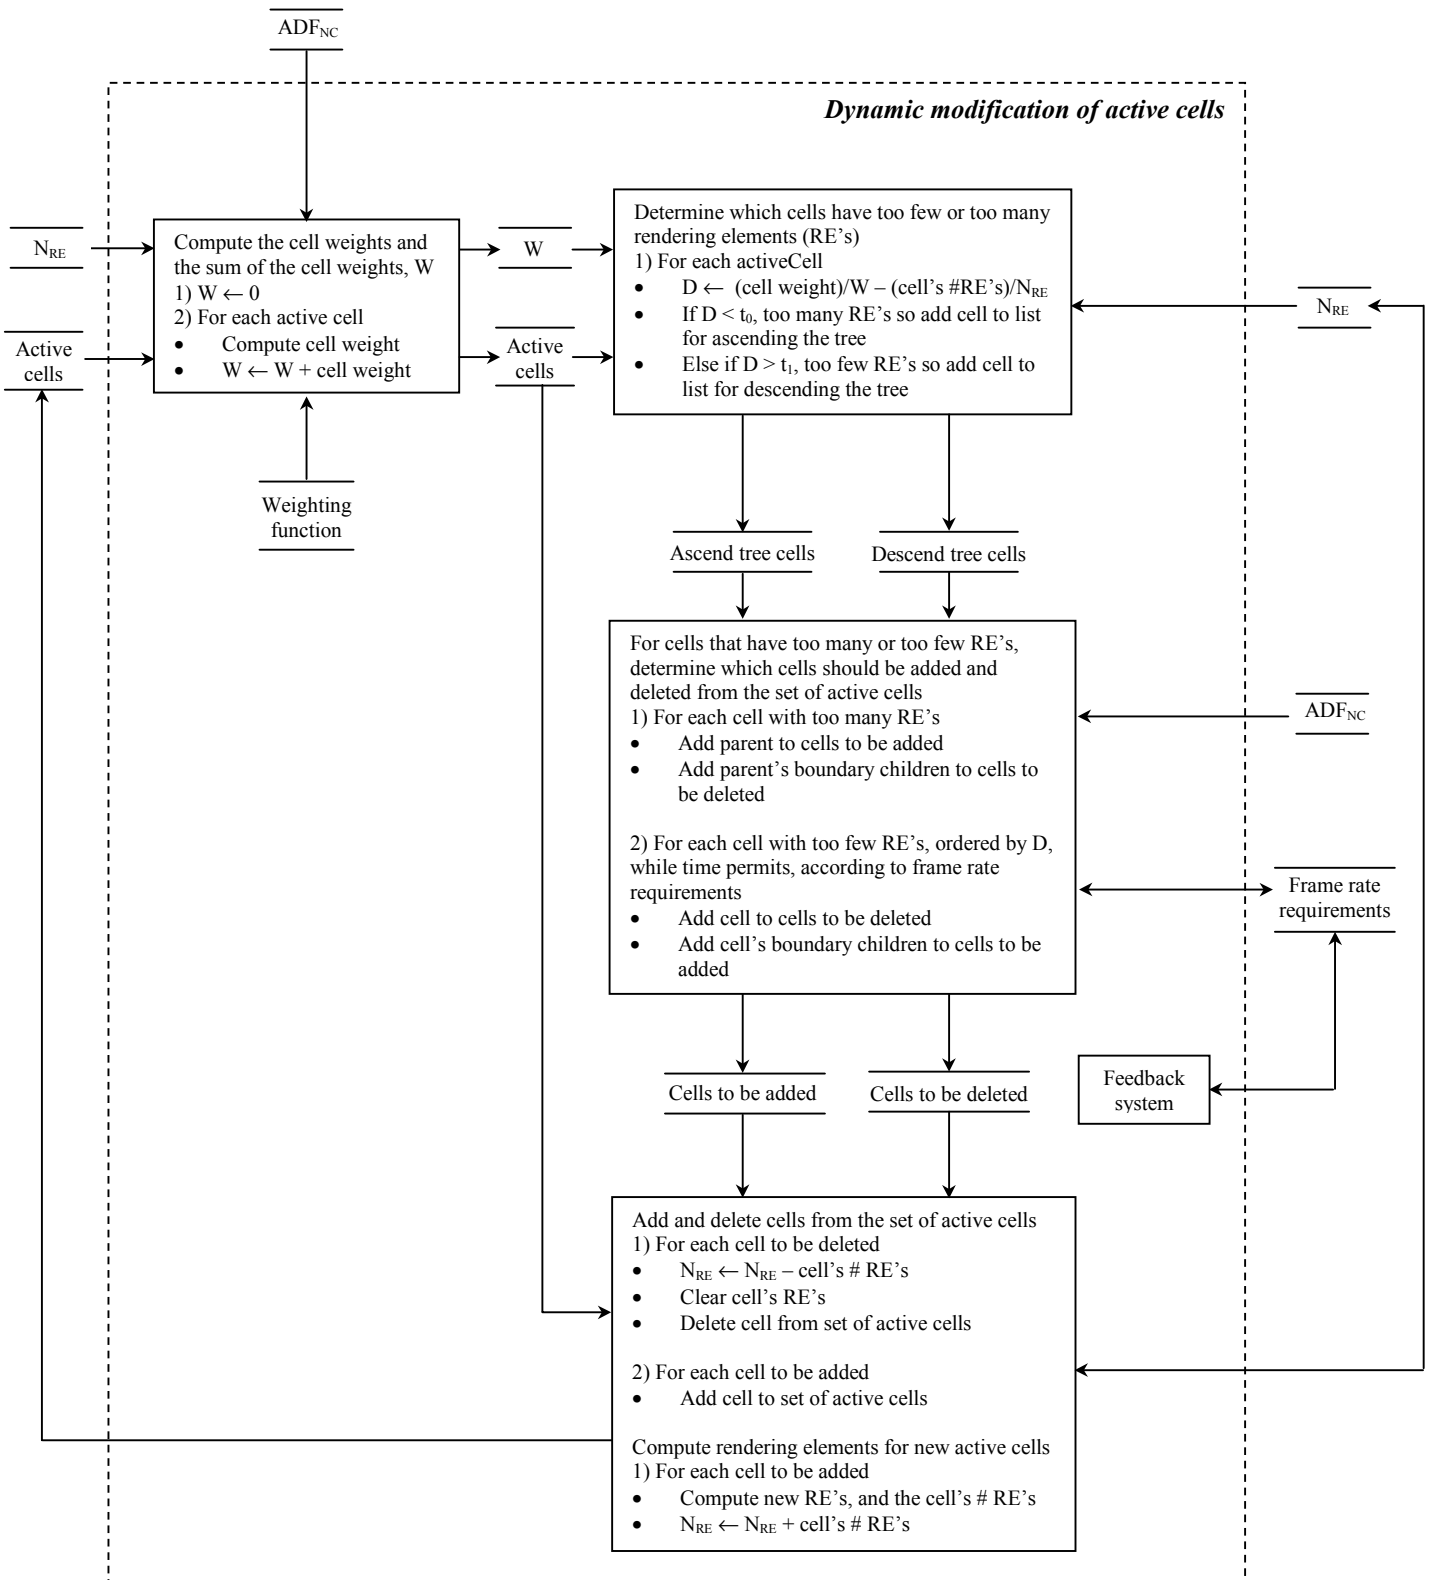 ADF_NC
Dynamic modification of active cells
N_RE
Active
cells
Compute the cell weights and
the sum of the cell weights, W
1) W ← 0
2) For each active cell
• Compute cell weight
• W ← W + cell weight
Weighting
function
W
Active
cells
Determine which cells have too few or too many
rendering elements (RE’s)
1) For each activeCell
• D ← (cell weight)/W – (cell’s #RE’s)/N_RE
• If D < t_0, too many RE’s so add cell to list
for ascending the tree
• Else if D > t_1, too few RE’s so add cell to
list for descending the tree
N_RE
Ascend tree cells
Descend tree cells
For cells that have too many or too few RE’s,
determine which cells should be added and
deleted from the set of active cells
1) For each cell with too many RE’s
• Add parent to cells to be added
• Add parent’s boundary children to cells to
be deleted
2) For each cell with too few RE’s, ordered by D,
while time permits, according to frame rate
requirements
• Add cell to cells to be deleted
• Add cell’s boundary children to cells to be
added
ADF_NC
Frame rate
requirements
Feedback
system
Cells to be added
Cells to be deleted
Add and delete cells from the set of active cells
1) For each cell to be deleted
• N_RE ← N_RE – cell’s # RE’s
• Clear cell’s RE’s
• Delete cell from set of active cells
2) For each cell to be added
• Add cell to set of active cells
Compute rendering elements for new active cells
1) For each cell to be added
• Compute new RE’s, and the cell’s # RE’s
• N_RE ← N_RE + cell’s # RE’s